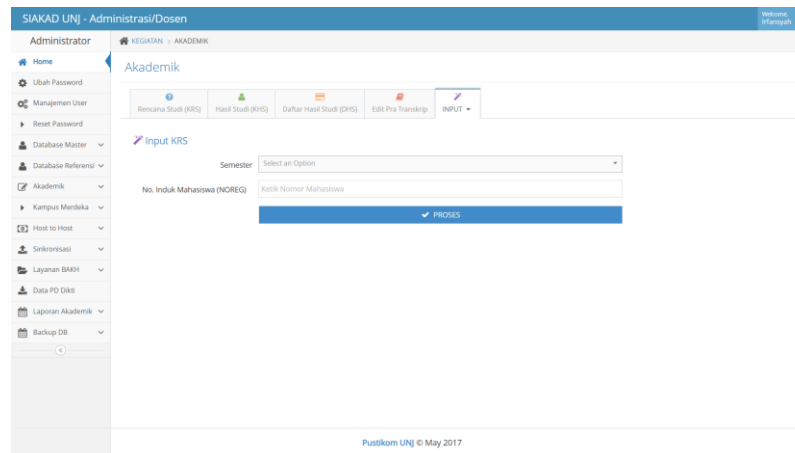 SIAKAD UNJ - Administrasi/Dosen
Welcome,
Irfansyah
Administrator
KEGIATAN > AKADEMIK
Home
Ubah Password
Manajemen User
Reset Password
Database Master
Database Referensi
Akademik
Kampus Merdeka
Host to Host
Sinkronisasi
Layanan BAKH
Data PD Dikti
Laporan Akademik
Backup DB
Akademik
Rencana Studi (KRS)
Hasil Studi (KHS)
Daftar Hasil Studi (DHS)
Edit Pra Transkrip
INPUT
Input KRS
Semester
Select an Option
No. Induk Mahasiswa (NOREG)
Ketik Nomor Mahasiswa
PROSES
Pustikom UNJ © May 2017